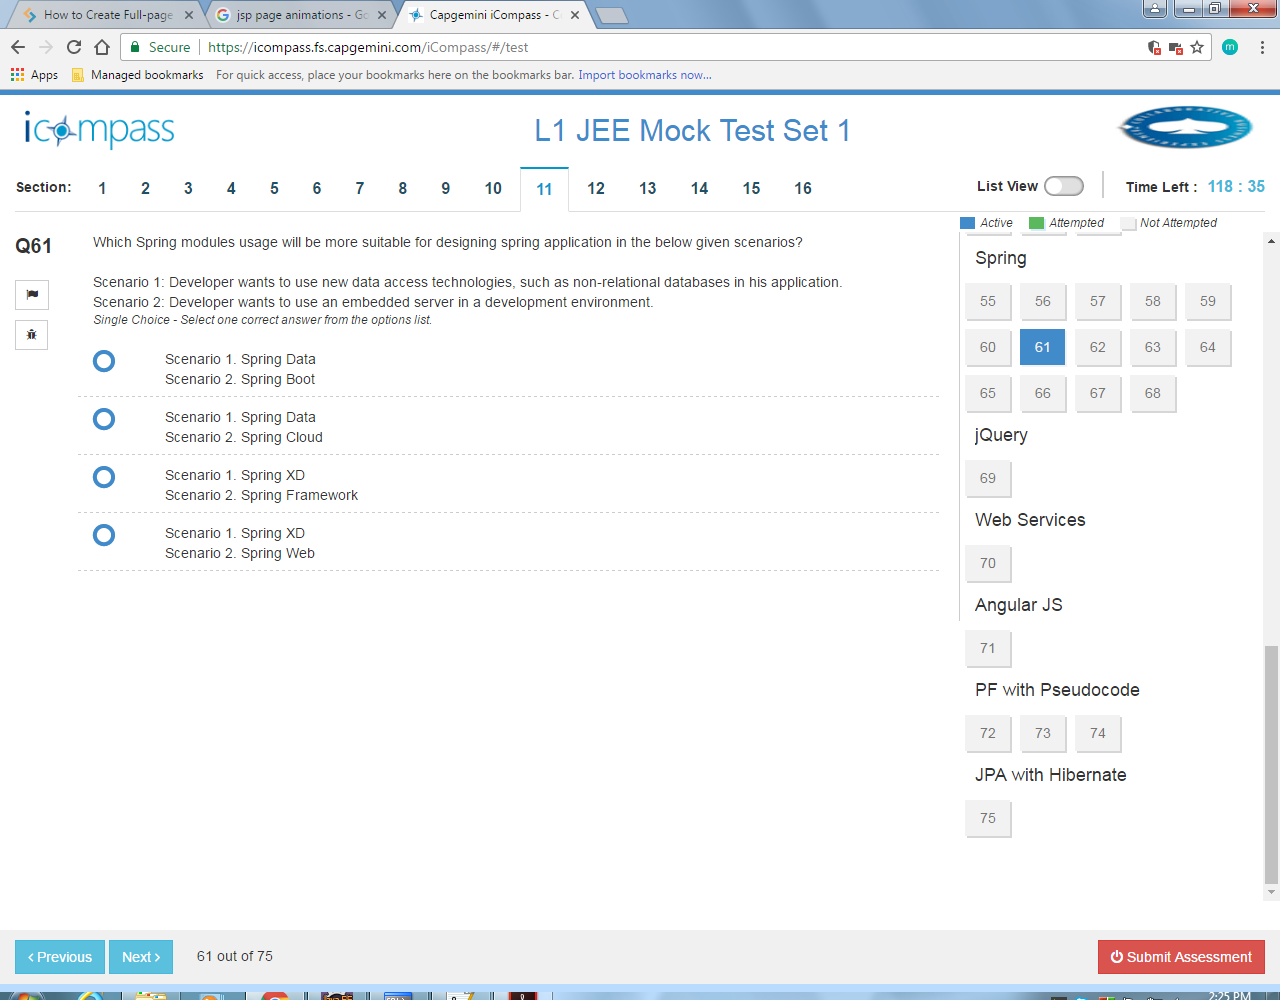 How to Create Full-page
jsp page animations - Go
Capgemini iCompass - C
Secure
https://icompass.fs.capgemini.com/iCompass/#/test
m
Apps
Managed bookmarks
For quick access, place your bookmarks here on the bookmarks bar. Import bookmarks now...
icompass
L1 JEE Mock Test Set 1
Section: 1 2 3 4 5 6 7 8 9 10 11 12 13 14 15 16
List View
Time Left : 118 : 35
Active Attempted Not Attempted
Q61
Which Spring modules usage will be more suitable for designing spring application in the below given scenarios?
Scenario 1: Developer wants to use new data access technologies, such as non-relational databases in his application.
Scenario 2: Developer wants to use an embedded server in a development environment.
Single Choice - Select one correct answer from the options list.
Scenario 1. Spring Data
Scenario 2. Spring Boot
Scenario 1. Spring Data
Scenario 2. Spring Cloud
Scenario 1. Spring XD
Scenario 2. Spring Framework
Scenario 1. Spring XD
Scenario 2. Spring Web
Spring
55 56 57 58 59
60 61 62 63 64
65 66 67 68
jQuery
69
Web Services
70
Angular JS
71
PF with Pseudocode
72 73 74
JPA with Hibernate
75
Previous
Next
61 out of 75
Submit Assessment
2:25 PM